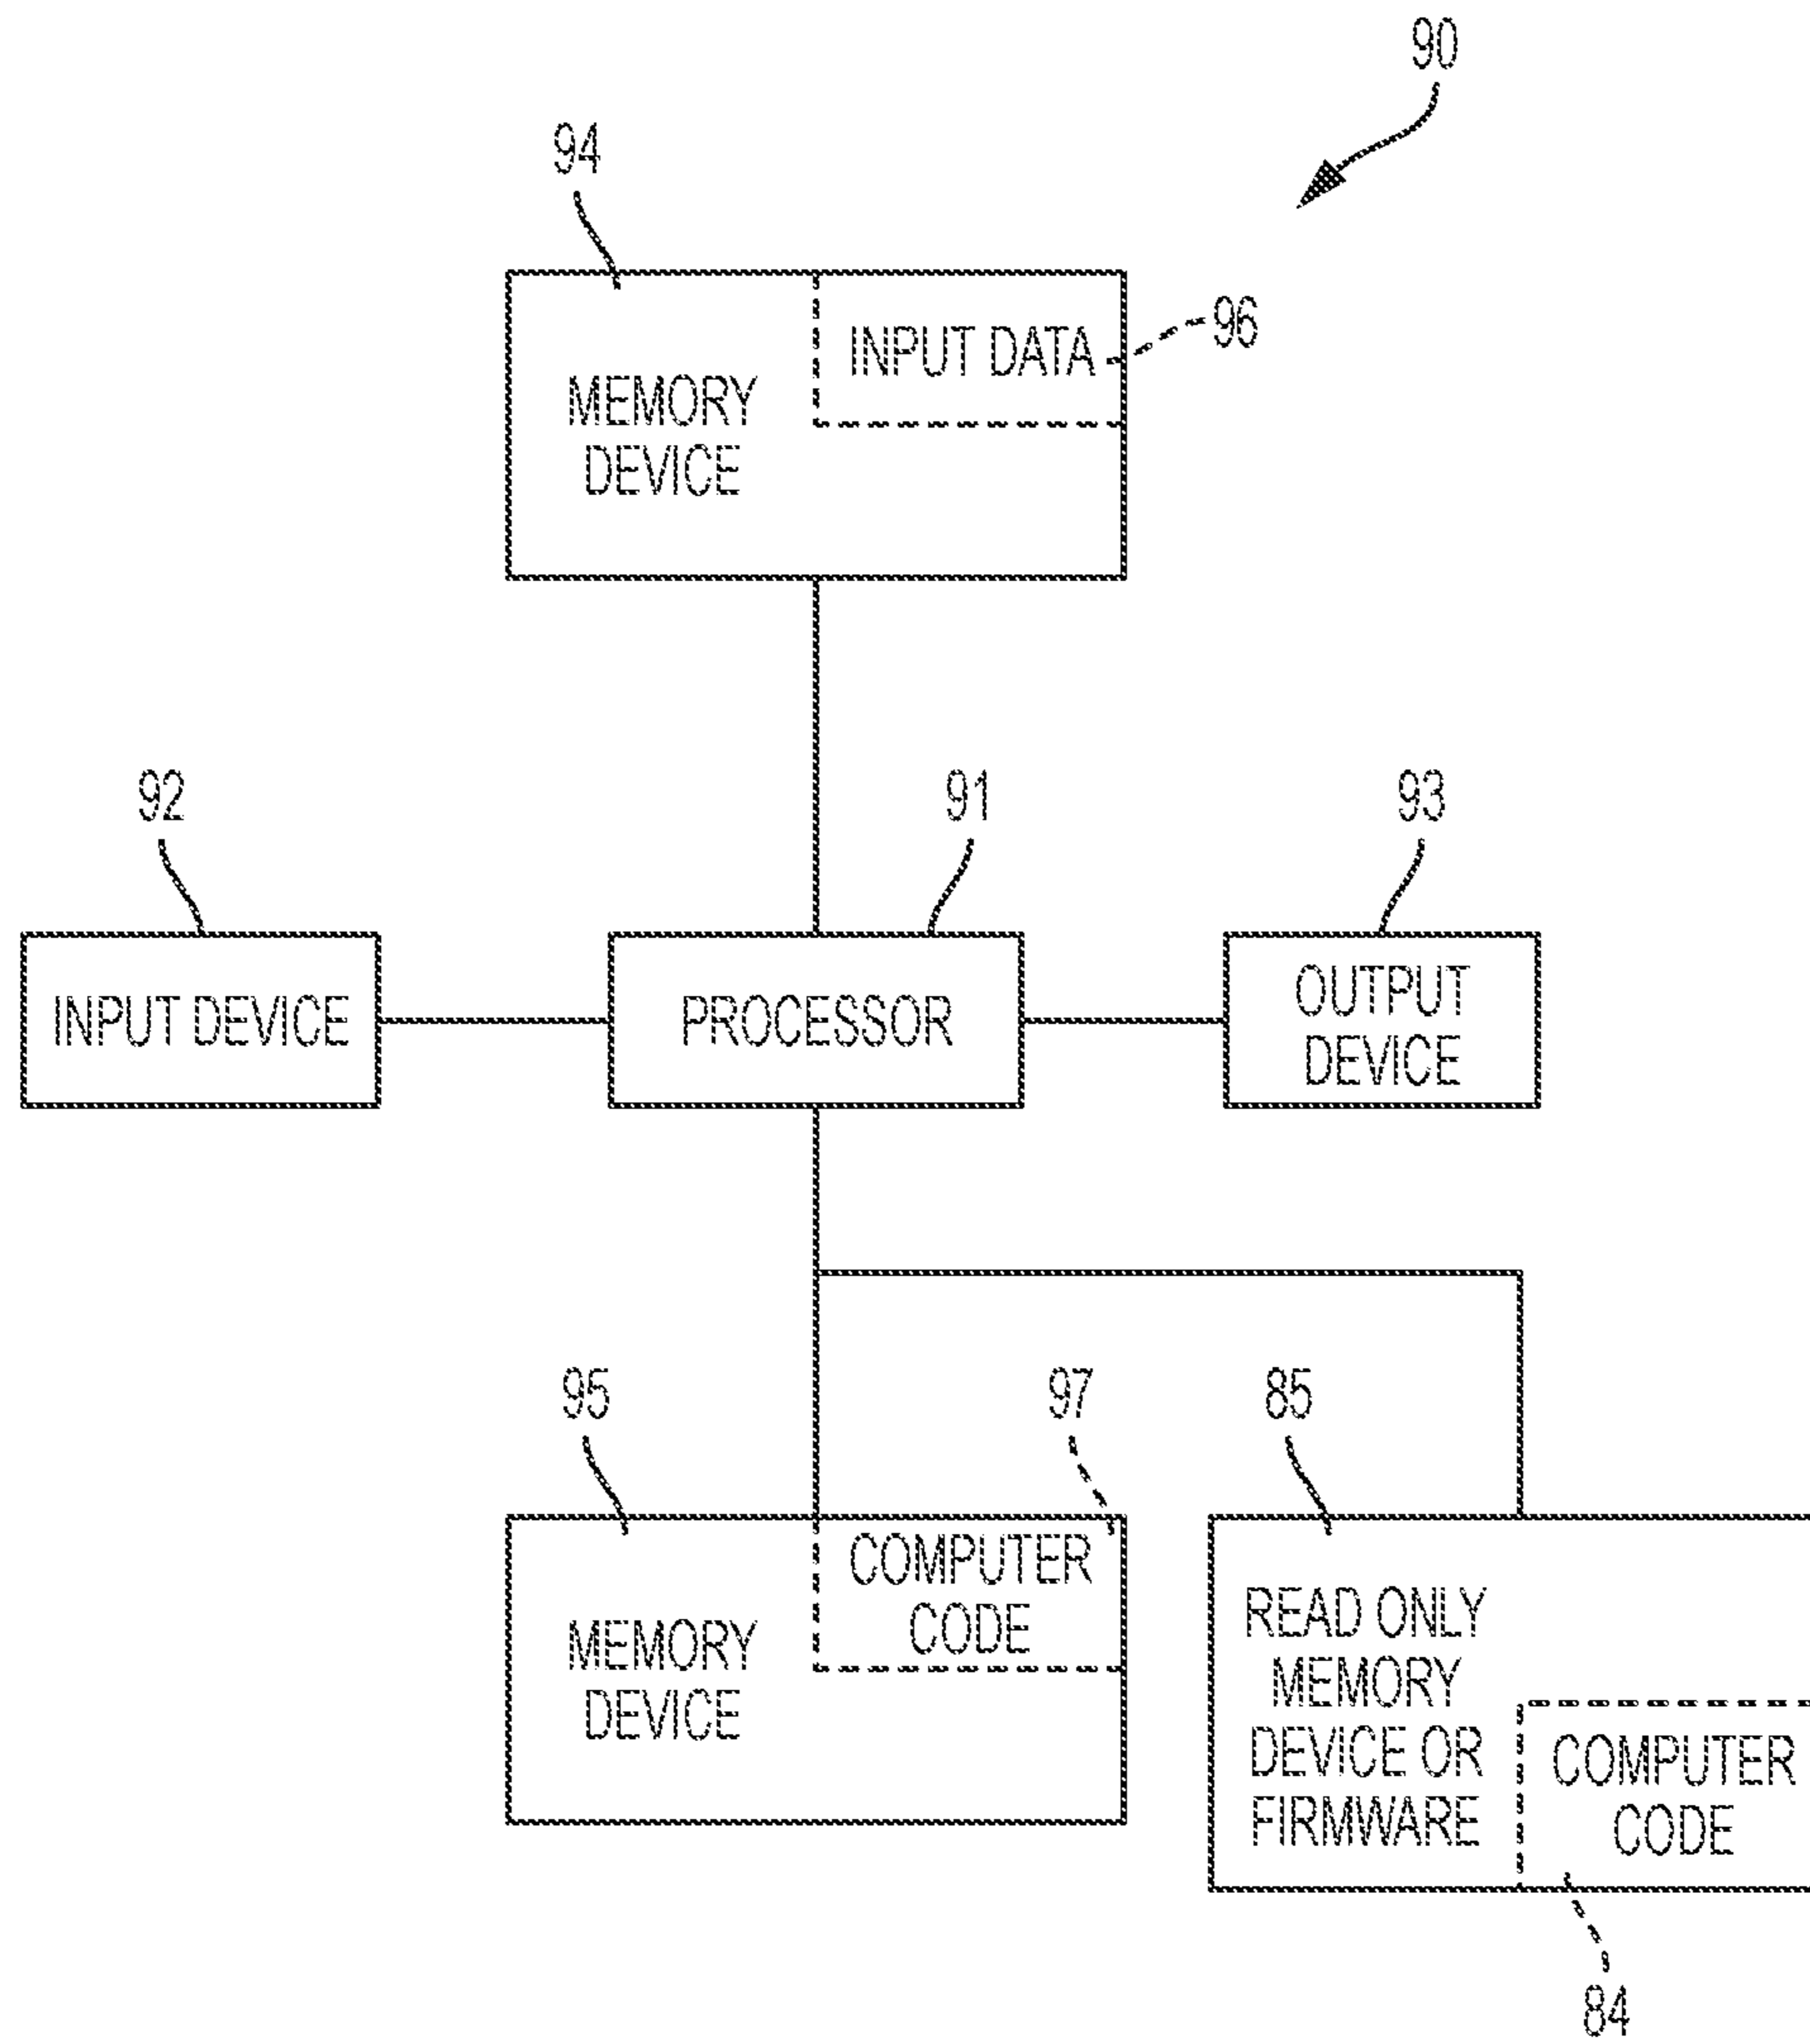 90
94
INPUT DATA
96
MEMORY
DEVICE
92
91
93
INPUT DEVICE
PROCESSOR
OUTPUT
DEVICE
95
97
85
COMPUTER
CODE
MEMORY
DEVICE
READ ONLY
MEMORY
DEVICE OR
FIRMWARE
COMPUTER
CODE
84